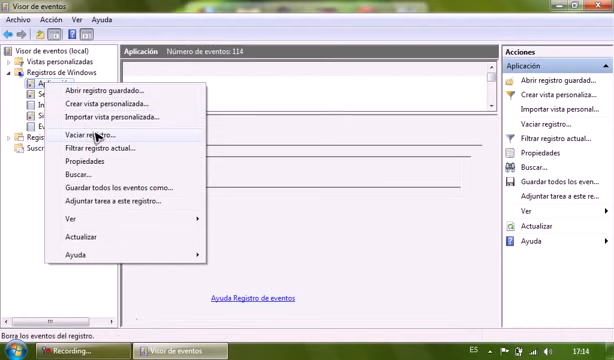 Visor de eventos
Archivo Acción Ver Ayuda
Visor de eventos (local)
Vistas personalizadas
Registros de Windows
Abrir registro guardado...
Crear vista personalizada...
Importar vista personalizada...
Vaciar registro...
Filtrar registro actual...
Propiedades
Buscar...
Guardar todos los eventos como...
Adjuntar tarea a este registro...
Ver
Actualizar
Ayuda
Aplicación Número de eventos: 114
Ayuda Registro de eventos
Acciones
Aplicación
Abrir registro guardad...
Crear vista personaliz...
Importar vista personal...
Vaciar registro...
Filtrar registro actual...
Propiedades
Buscar...
Guardar todos los even...
Adjuntar tarea a este re...
Ver
Actualizar
Ayuda
Borra los eventos del registro.
Recording...
Visor de eventos
ES
17:14